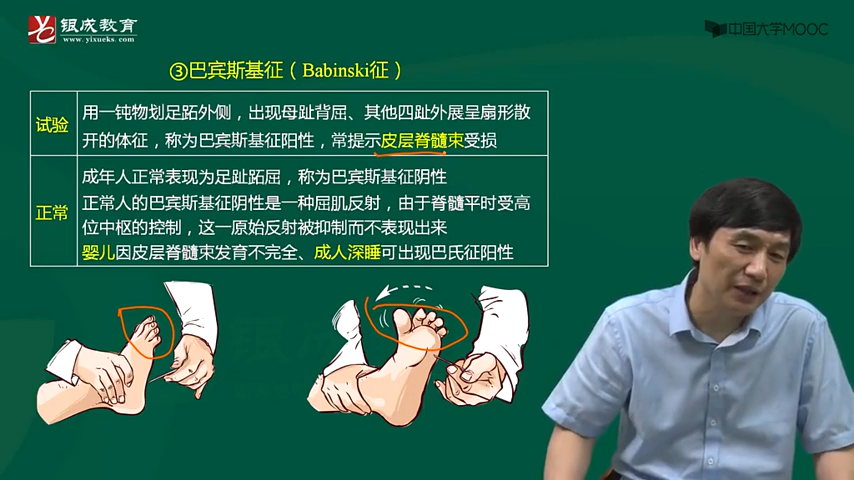 银成教育
www.yixueks.com
中国大学MOOC
③巴宾斯基征（Babinski征）
试验
用一钝物划足跖外侧，出现母趾背屈、其他四趾外展呈扇形散
开的体征，称为巴宾斯基征阳性，常提示皮层脊髓束受损
正常
成年人正常表现为足趾跖屈，称为巴宾斯基征阴性
正常人的巴宾斯基征阴性是一种屈肌反射，由于脊髓平时受高
位中枢的控制，这一原始反射被抑制而不表现出来
婴儿因皮层脊髓束发育不完全、成人深睡可出现巴氏征阳性